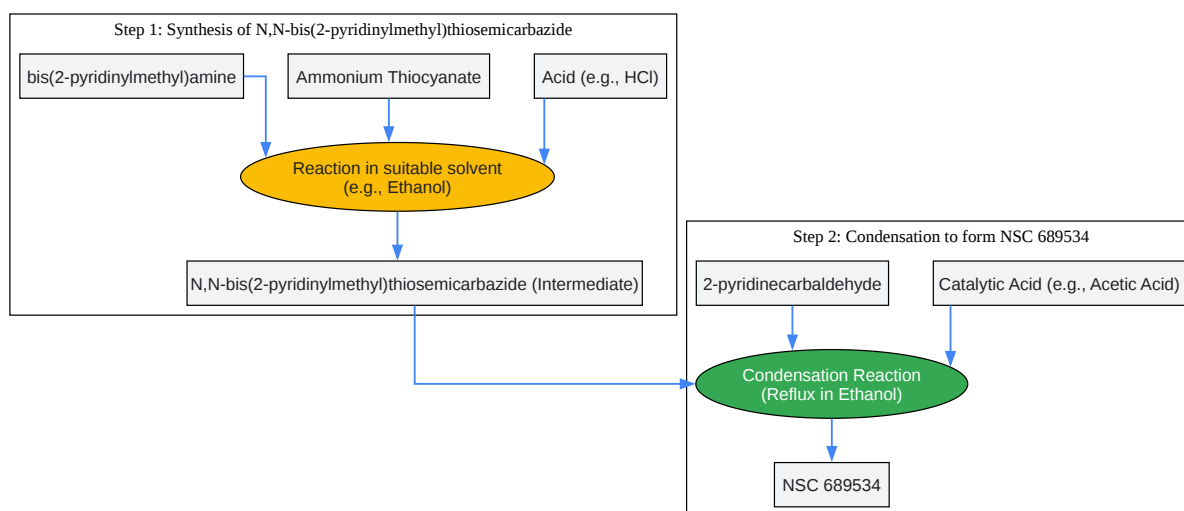 Step 1: Synthesis of N,N-bis(2-pyridinylmethyl)thiosemicarbazide
bis(2-pyridinylmethyl)amine
Ammonium Thiocyanate
Acid (e.g., HCl)
Reaction in suitable solvent
(e.g., Ethanol)
N,N-bis(2-pyridinylmethyl)thiosemicarbazide (Intermediate)
Step 2: Condensation to form NSC 689534
2-pyridinecarbaldehyde
Catalytic Acid (e.g., Acetic Acid)
Condensation Reaction
(Reflux in Ethanol)
NSC 689534